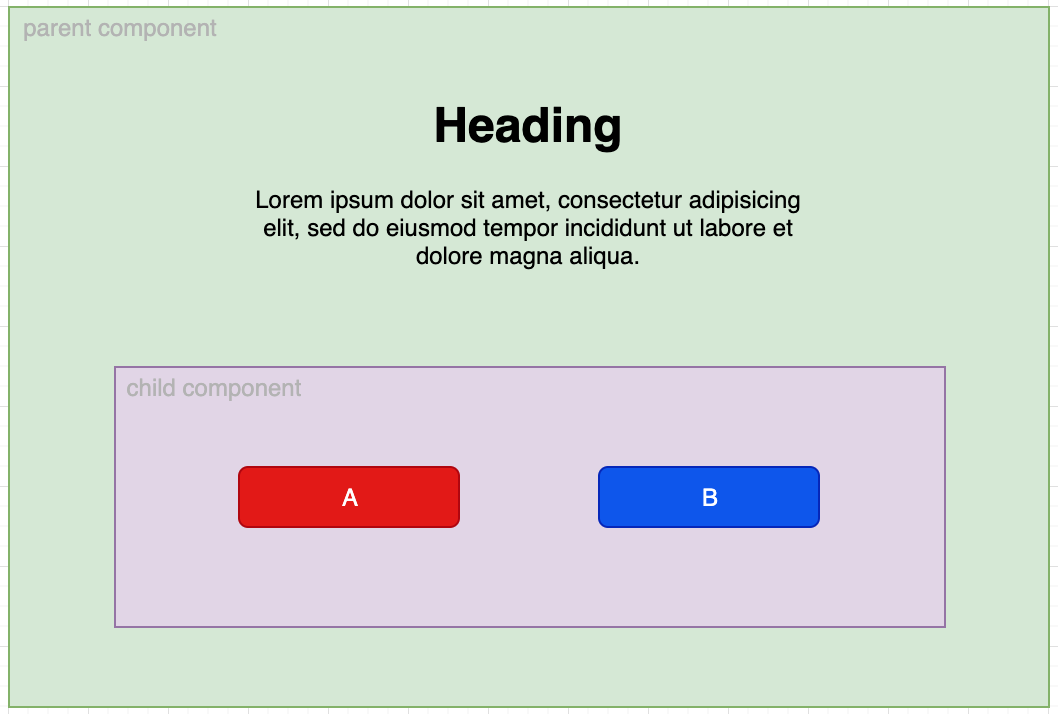 parent component
Heading
Lorem ipsum dolor sit amet, consectetur adipisicing
elit, sed do eiusmod tempor incididunt ut labore et
dolore magna aliqua.
child component
A
B